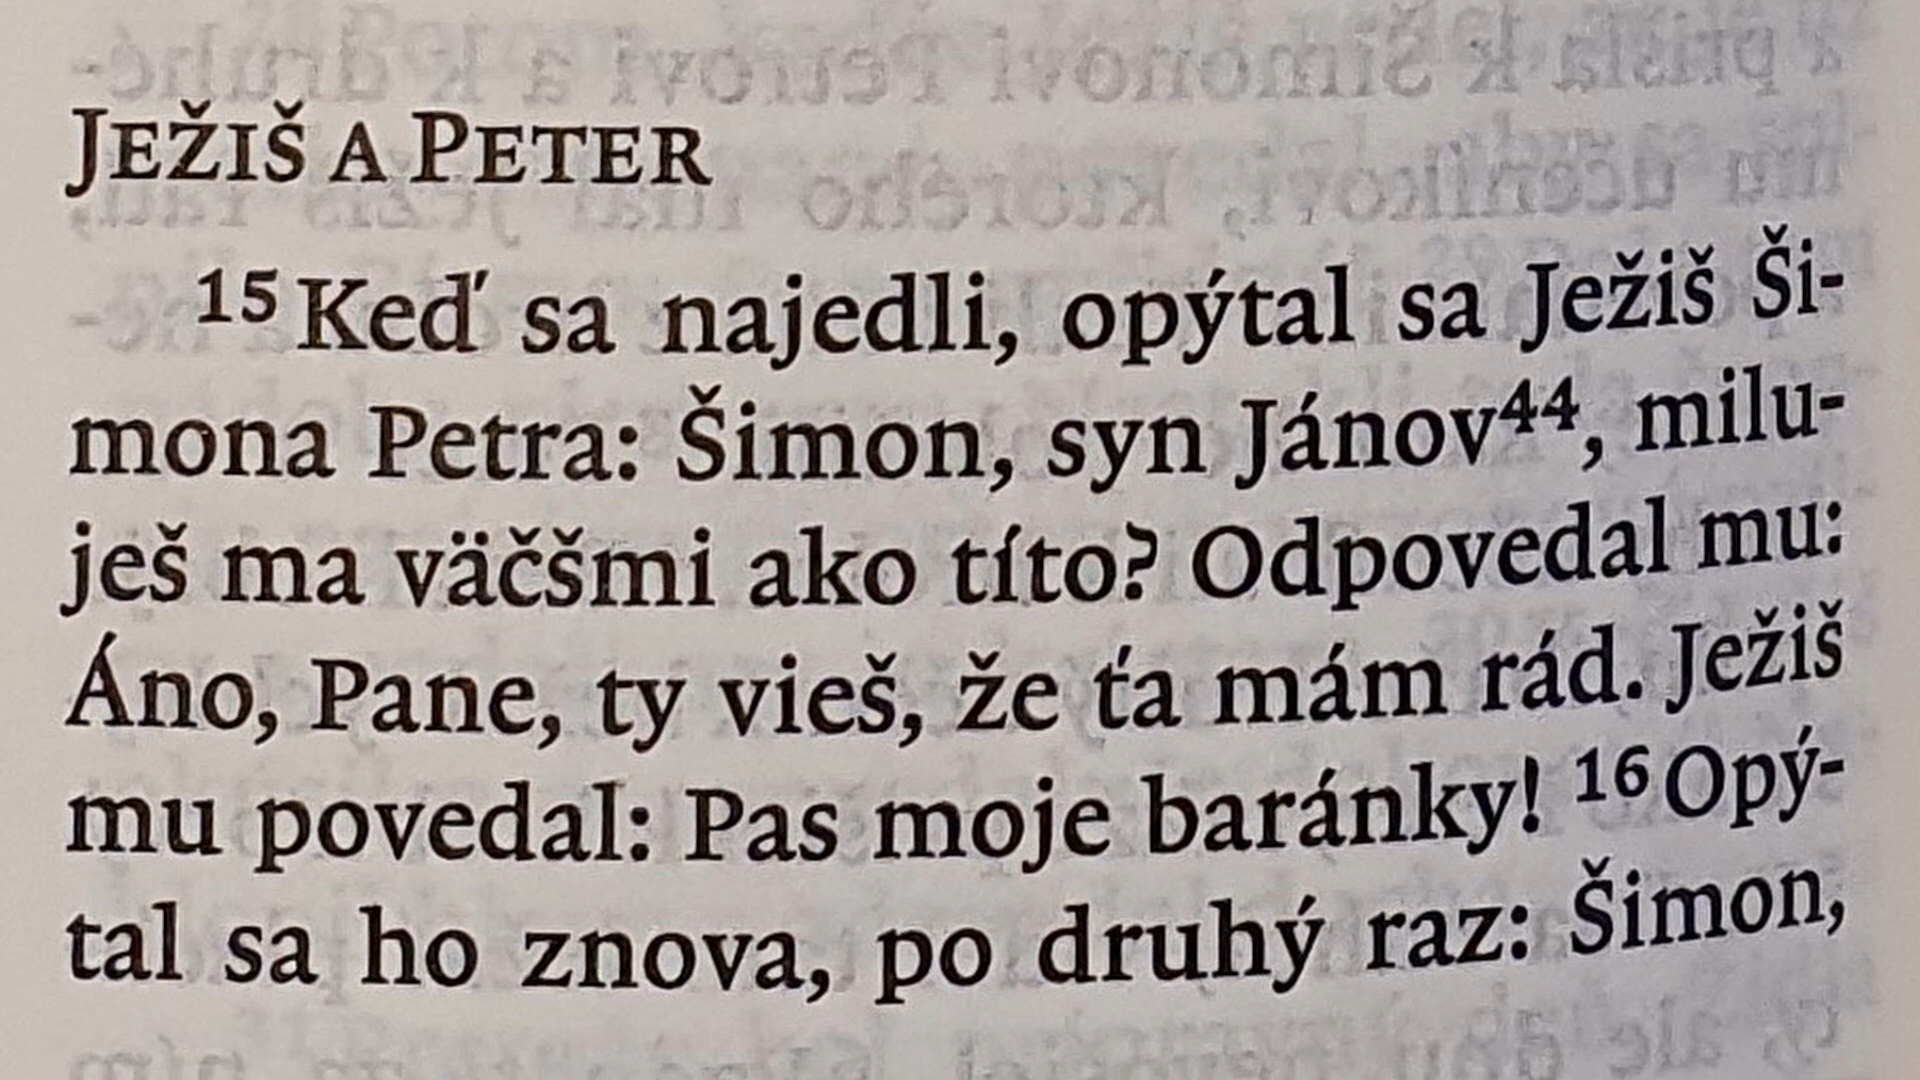 JEŽIŠ A PETER
15 Keď sa najedli, opýtal sa Ježiš Ši-
mona Petra: Šimon, syn Jánov44, milu-
ješ ma väčšmi ako títo? Odpovedal mu:
Áno, Pane, ty vieš, že ťa mám rád. Ježiš
mu povedal: Pas moje baránky! 16 Opý-
tal sa ho znova, po druhý raz: Šimon,